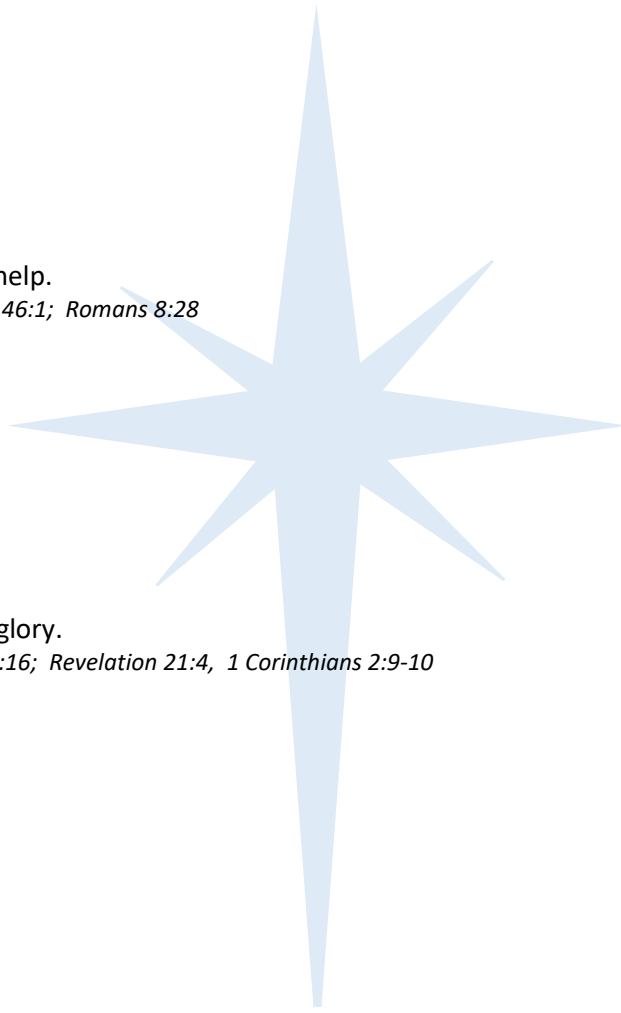 help.
46:1; Romans 8:28
glory.
:16; Revelation 21:4, 1 Corinthians 2:9-10